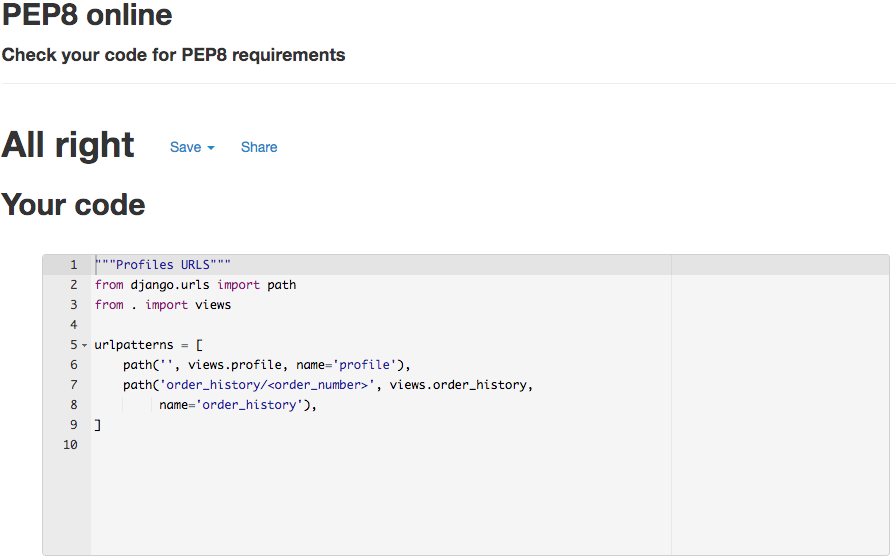 PEP8 online
Check your code for PEP8 requirements
All right Save Share
Your code
1 """Profiles URLS"""
2 from django.urls import path
3 from . import views
4
5 urlpatterns = [
6     path('', views.profile, name='profile'),
7     path('order_history/<order_number>', views.order_history,
8          name='order_history'),
9 ]
10